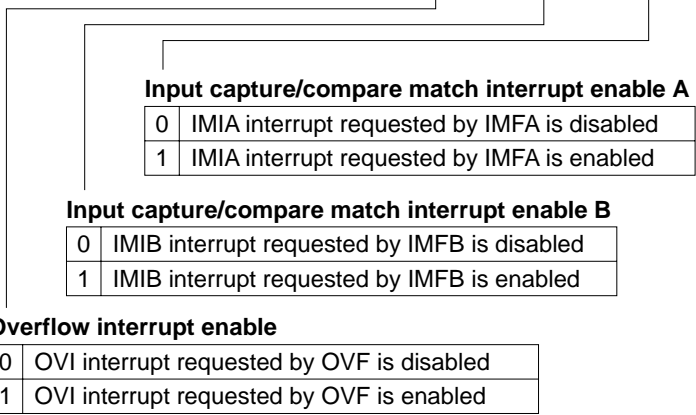 Input capture/compare match interrupt enable A
0 IMIA interrupt requested by IMFA is disabled
1 IMIA interrupt requested by IMFA is enabled
Input capture/compare match interrupt enable B
0 IMIB interrupt requested by IMFB is disabled
1 IMIB interrupt requested by IMFB is enabled
Overflow interrupt enable
0 OVI interrupt requested by OVF is disabled
1 OVI interrupt requested by OVF is enabled